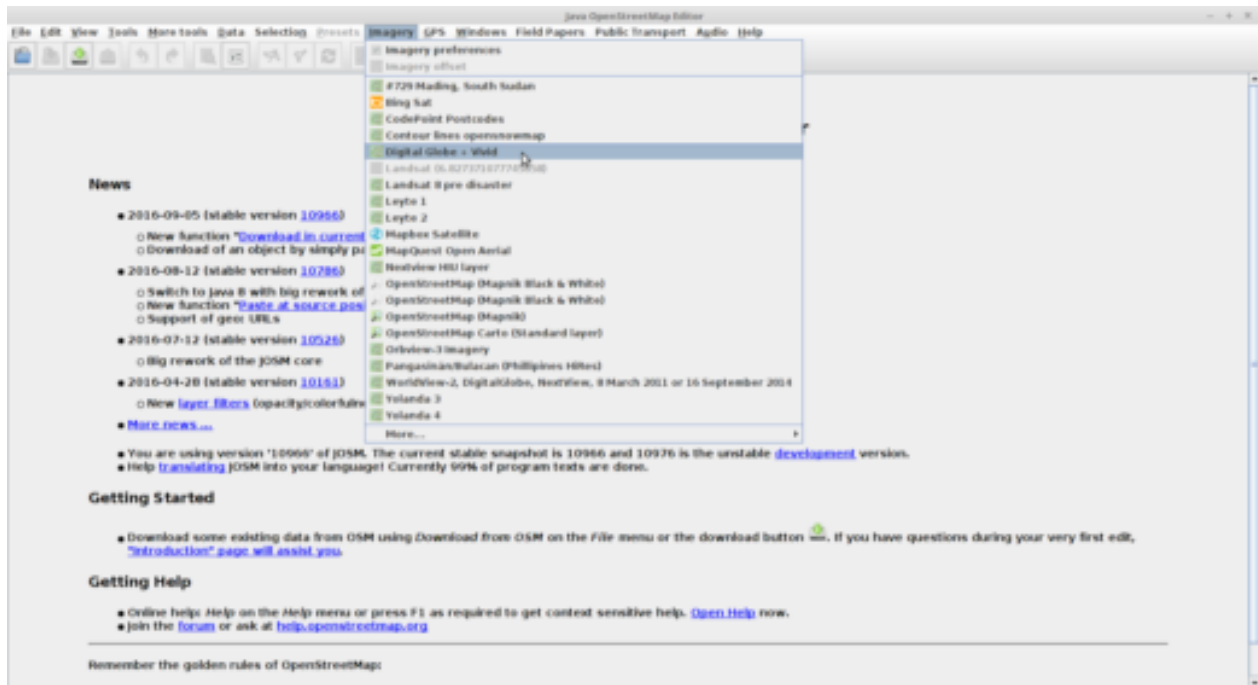 Java OpenStreetMap Editor
File Edit View Tools More tools Data Selection Presets Imagery GPS Windows Field Papers Public Transport Audio Help
Imagery preferences
Imagery offset
#729 Mading, South Sudan
Bing Sat
CodePoint Postcodes
Contour lines opensnowmap
Digital Globe + Vivid
Landsat
Landsat 8 pre disaster
Leyte 1
Leyte 2
Mapbox Satellite
MapQuest Open Aerial
Nextview HIU layer
OpenStreetMap (Mapnik Black & White)
OpenStreetMap (Mapnik Black & White)
OpenStreetMap (Mapnik)
OpenStreetMap Carto (Standard layer)
Orbview-3 Imagery
Pangasinán/Bulacan (Phillipines HiRes)
WorldView-2, DigitalGlobe, NextView, 8 March 2011 or 16 September 2014
Yolanda 3
Yolanda 4
More...
News
2016-09-05 (stable version 10966)
New function "Download in current
Download of an object by simply pa
2016-08-12 (stable version 10786)
Switch to Java 8 with big rework of
New function "Paste at source posi
Support of geo: URLs
2016-07-12 (stable version 10526)
Big rework of the JOSM core
2016-04-28 (stable version 10161)
New layer filters (opacity/colorfulne
More news ...
You are using version '10966' of JOSM. The current stable snapshot is 10966 and 10976 is the unstable development version.
Help translating JOSM into your language! Currently 99% of program texts are done.
Getting Started
Download some existing data from OSM using Download from OSM on the File menu or the download button . If you have questions during your very first edit,
"Introduction" page will assist you.
Getting Help
Online help: Help on the Help menu or press F1 as required to get context sensitive help. Open Help now.
Join the forum or ask at help.openstreetmap.org
Remember the golden rules of OpenStreetMap: